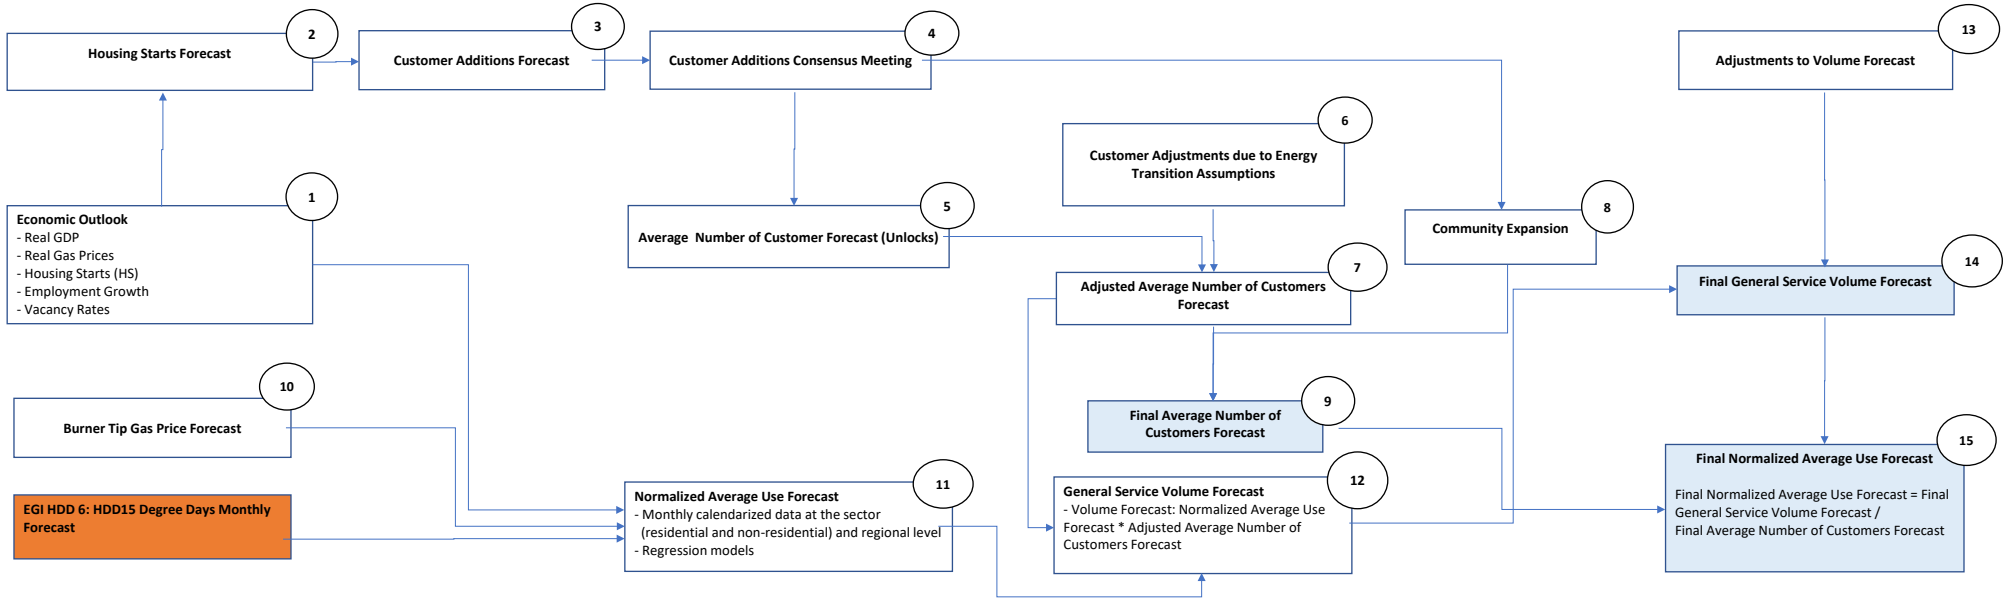 2
Housing Starts Forecast
3
Customer Additions Forecast
4
Customer Additions Consensus Meeting
13
Adjustments to Volume Forecast
6
Customer Adjustments due to Energy
Transition Assumptions
1
Economic Outlook
- Real GDP
- Real Gas Prices
- Housing Starts (HS)
- Employment Growth
- Vacancy Rates
5
Average  Number of Customer Forecast (Unlocks)
8
Community Expansion
7
Adjusted Average Number of Customers
Forecast
14
Final General Service Volume Forecast
10
Burner Tip Gas Price Forecast
9
Final Average Number of
Customers Forecast
EGI HDD 6: HDD15 Degree Days Monthly
Forecast
11
Normalized Average Use Forecast
- Monthly calendarized data at the sector
(residential and non-residential) and regional level
- Regression models
12
General Service Volume Forecast
- Volume Forecast: Normalized Average Use
Forecast * Adjusted Average Number of
Customers Forecast
15
Final Normalized Average Use Forecast
Final Normalized Average Use Forecast = Final
General Service Volume Forecast /
Final Average Number of Customers Forecast